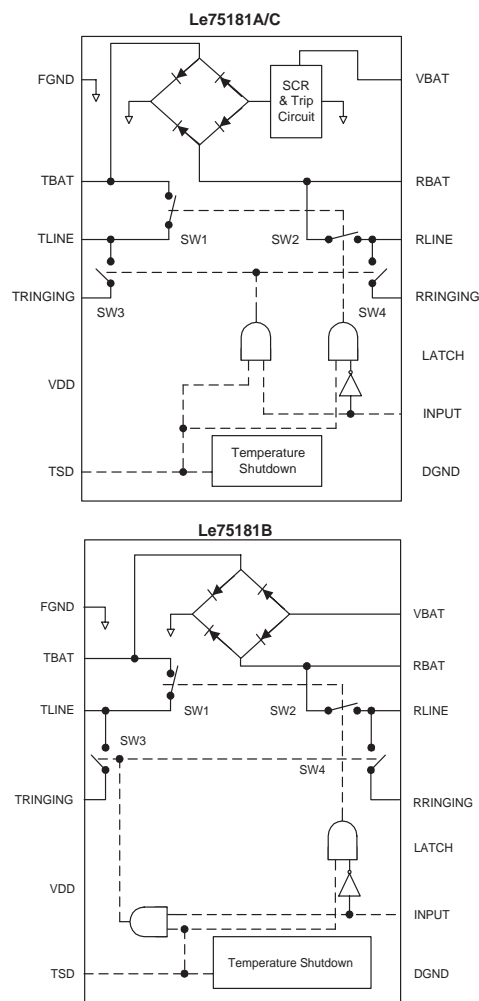 Le75181A/C
FGND
VBAT
SCR
& Trip
Circuit
TBAT
RBAT
TLINE
SW1
SW2
RLINE
TRINGING
SW3
SW4
RRINGING
LATCH
VDD
INPUT
Temperature
Shutdown
TSD
DGND
Le75181B
FGND
VBAT
TBAT
RBAT
TLINE
SW1
SW2
RLINE
SW3
SW4
TRINGING
RRINGING
LATCH
VDD
INPUT
Temperature Shutdown
TSD
DGND